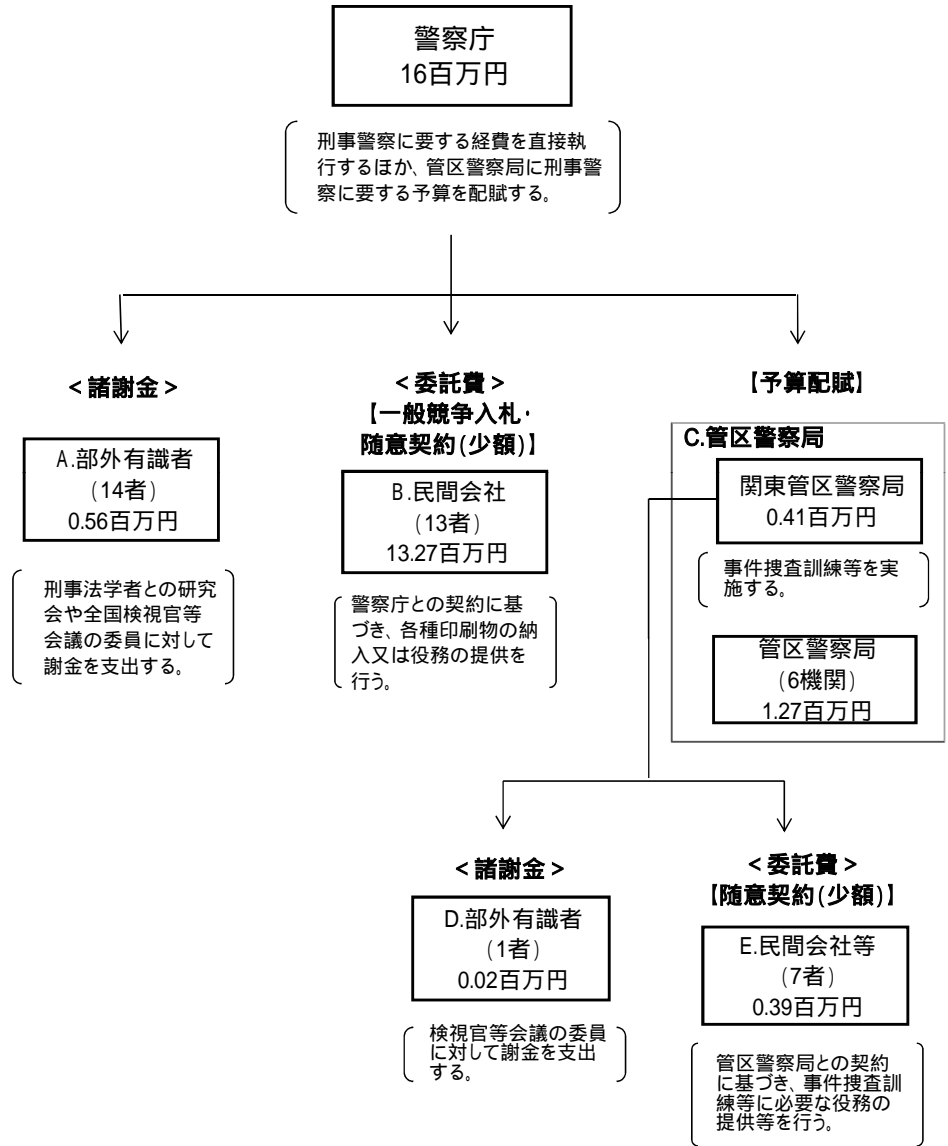 警察庁
16百万円
刑事警察に要する経費を直接執
行するほか、管区警察局に刑事警
察に要する予算を配賦する。
<諸謝金>
A.部外有識者
(14者)
0.56百万円
刑事法学者との研究
会や全国検視官等
会議の委員に対して
謝金を支出する。
<委託費>
【一般競争入札・
随意契約(少額)】
B.民間会社
(13者)
13.27百万円
警察庁との契約に基
づき、各種印刷物の納
入又は役務の提供を
行う。
【予算配賦】
C.管区警察局
関東管区警察局
0.41百万円
事件捜査訓練等を実
施する。
管区警察局
(6機関)
1.27百万円
<諸謝金>
D.部外有識者
(1者)
0.02百万円
検視官等会議の委員
に対して謝金を支出
する。
<委託費>
【随意契約(少額)】
E.民間会社等
(7者)
0.39百万円
管区警察局との契約
に基づき、事件捜査訓
練等に必要な役務の
提供等を行う。